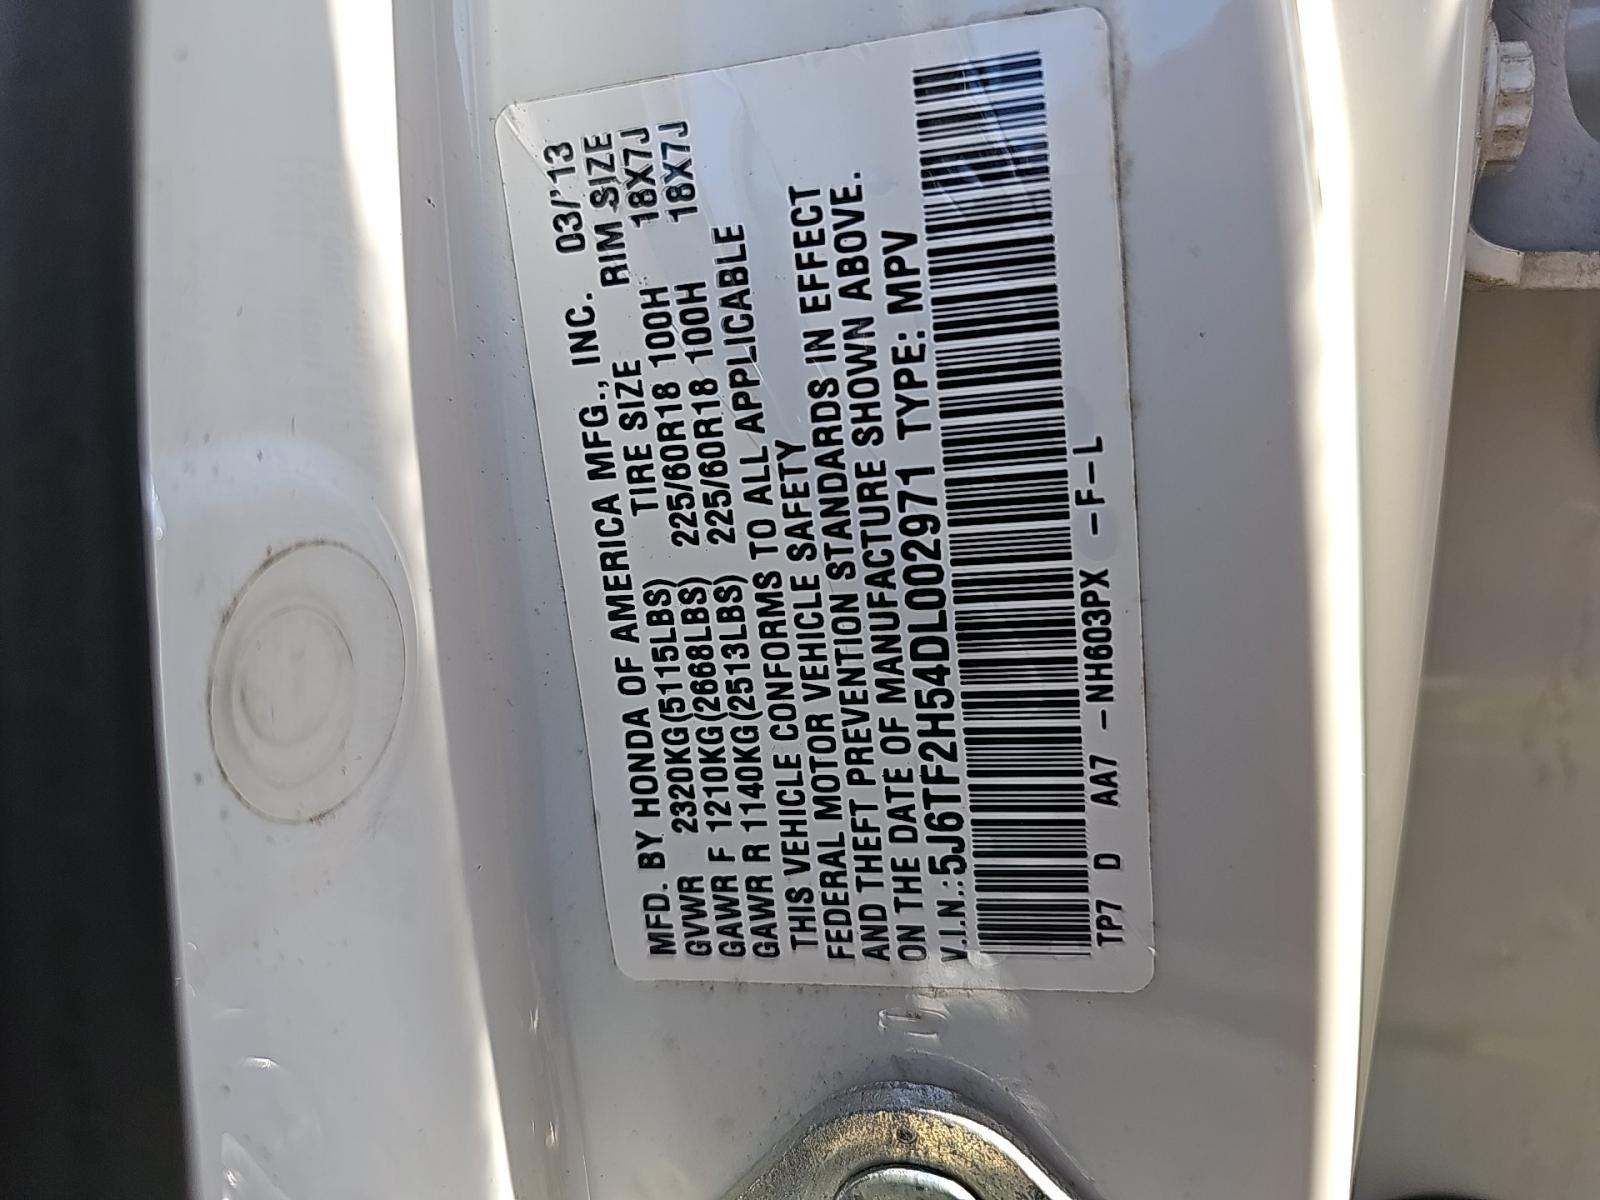 MFD. BY HONDA OF AMERICA MFG., INC. 03/'13
GVWR 2320KG(5115LBS) TIRE SIZE RIM SIZE
GAWR F 1210KG(2668LBS) 225/60R18 100H 18X7J
GAWR R 1140KG(2513LBS) 225/60R18 100H 18X7J
THIS VEHICLE CONFORMS TO ALL APPLICABLE
FEDERAL MOTOR VEHICLE SAFETY
AND THEFT PREVENTION STANDARDS IN EFFECT
ON THE DATE OF MANUFACTURE SHOWN ABOVE.
V.I.N.:5J6TF2H54DL002971 TYPE: MPV
TP7 D AA7 -NH603PX -F-L